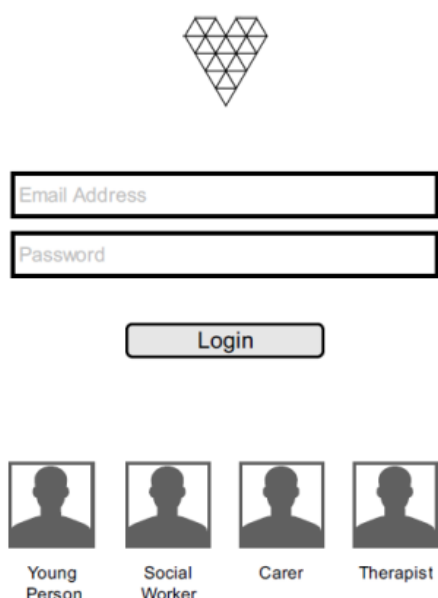 Email Address
Password
Login
Young
Person
Social
Worker
Carer
Therapist